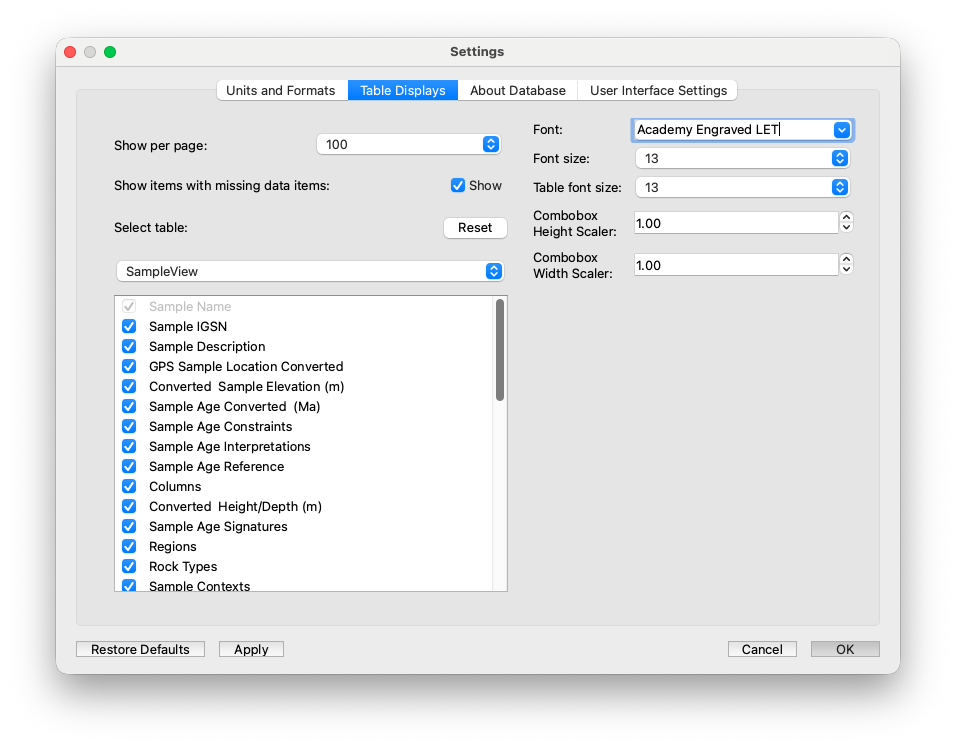 Settings
Units and Formats
Table Displays
About Database
User Interface Settings
Show per page:
100
Show items with missing data items:
Show
Select table:
Reset
SampleView
Sample Name
Sample IGSN
Sample Description
GPS Sample Location Converted
Converted  Sample Elevation (m)
Sample Age Converted  (Ma)
Sample Age Constraints
Sample Age Interpretations
Sample Age Reference
Columns
Converted  Height/Depth (m)
Sample Age Signatures
Regions
Rock Types
Sample Contexts
Font:
Academy Engraved LET
Font size:
13
Table font size:
13
Combobox
Height Scaler:
1.00
Combobox
Width Scaler:
1.00
Restore Defaults
Apply
Cancel
OK